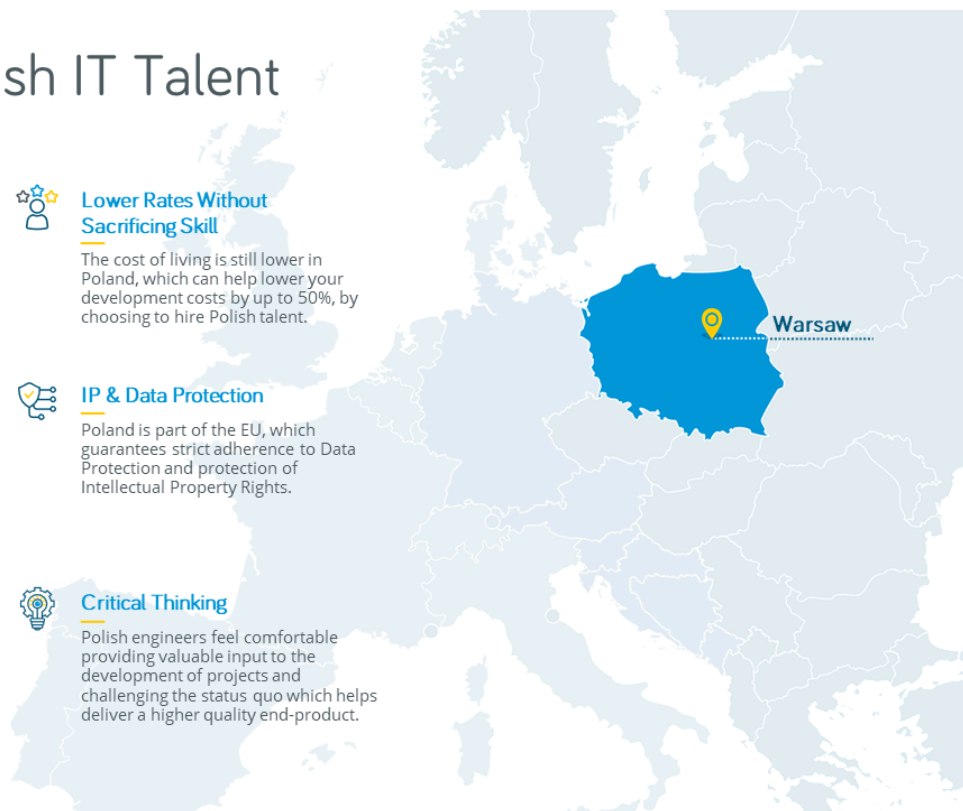 sh IT Talent
Lower Rates Without
Sacrificing Skill
The cost of living is still lower in
Poland, which can help lower your
development costs by up to 50%, by
choosing to hire Polish talent.
Warsaw
IP & Data Protection
Poland is part of the EU, which
guarantees strict adherence to Data
Protection and protection of
Intellectual Property Rights.
Critical Thinking
Polish engineers feel comfortable
providing valuable input to the
development of projects and
challenging the status quo which helps
deliver a higher quality end-product.